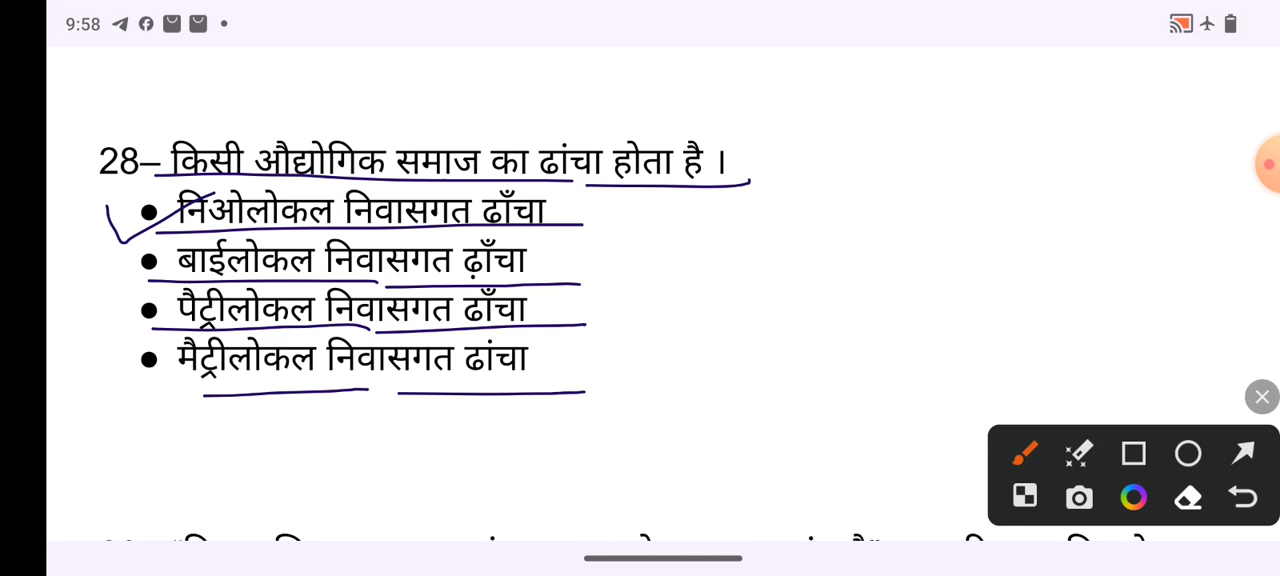 9:58
28– किसी औद्योगिक समाज का ढांचा होता है ।
● निओलोकल निवासगत ढाँचा
● बाईलोकल निवासगत ढ़ाँचा
● पैट्रीलोकल निवासगत ढाँचा
● मैट्रीलोकल निवासगत ढांचा